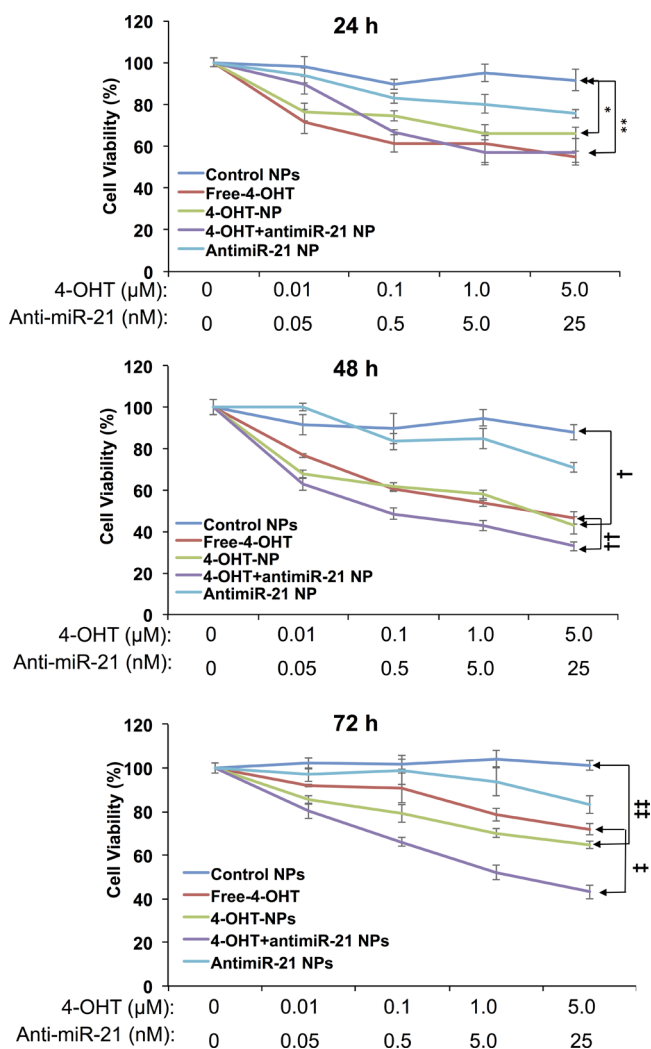 24 h
Cell Viability (%)
120
100
80
60
40
20
0
*
**
Control NPs
Free-4-OHT
4-OHT-NP
4-OHT+antimiR-21 NP
AntimiR-21 NP
4-OHT (µM): 0 0.01 0.1 1.0 5.0
Anti-miR-21 (nM): 0 0.05 0.5 5.0 25
48 h
Cell Viability (%)
120
100
80
60
40
20
0
†
††
Control NPs
Free-4-OHT
4-OHT-NP
4-OHT+antimiR-21 NP
AntimiR-21 NP
4-OHT (µM): 0 0.01 0.1 1.0 5.0
Anti-miR-21 (nM): 0 0.05 0.5 5.0 25
72 h
Cell Viability (%)
120
100
80
60
40
20
0
‡‡
‡
Control NPs
Free-4-OHT
4-OHT-NPs
4-OHT+antimiR-21 NPs
AntimiR-21 NPs
4-OHT (µM): 0 0.01 0.1 1.0 5.0
Anti-miR-21 (nM): 0 0.05 0.5 5.0 25